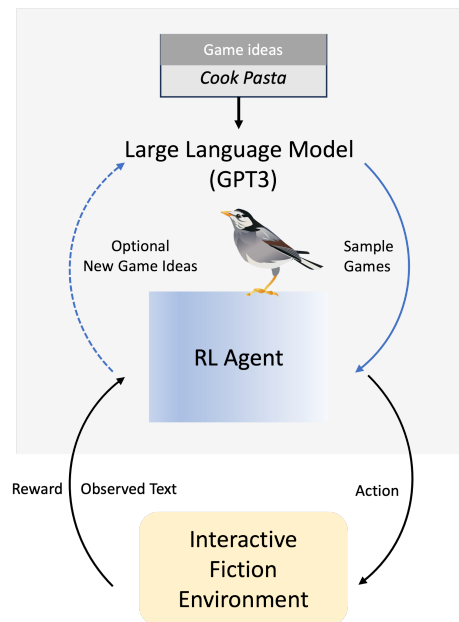 Game ideas
Cook Pasta
Large Language Model
(GPT3)
Optional
New Game Ideas
Sample
Games
RL Agent
Reward
Observed Text
Action
Interactive
Fiction
Environment